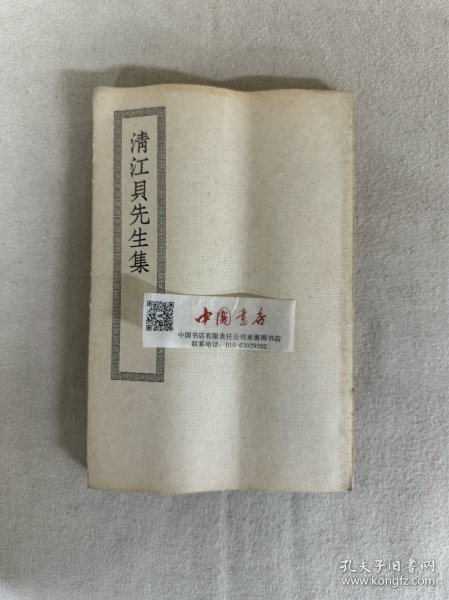 清江貝先生集
中国书店
中国书店有限责任公司来薰阁书店
联系电话：010-63029202
孔夫子旧书网
www.kongfz.com